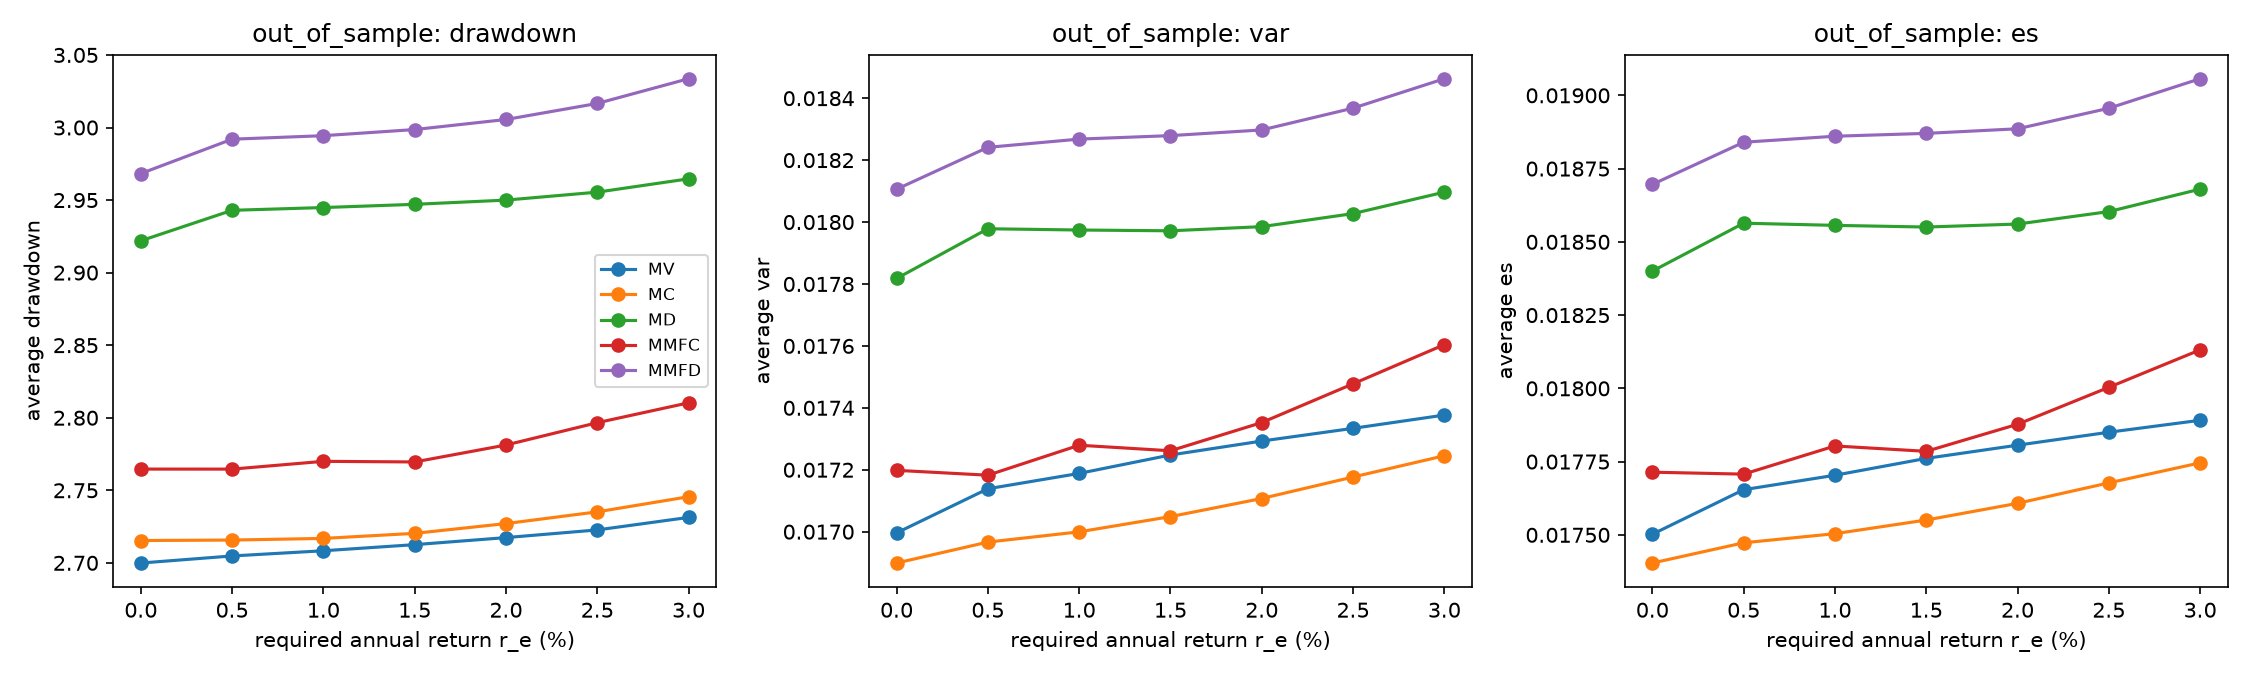 out_of_sample: drawdown
3.05
3.00
2.95
2.90
2.85
2.80
2.75
2.70
average drawdown
0.0 0.5 1.0 1.5 2.0 2.5 3.0
required annual return r_e (%)
MV
MC
MD
MMFC
MMFD
out_of_sample: var
0.0184
0.0182
0.0180
0.0178
0.0176
0.0174
0.0172
0.0170
average var
0.0 0.5 1.0 1.5 2.0 2.5 3.0
required annual return r_e (%)
out_of_sample: es
0.01900
0.01875
0.01850
0.01825
0.01800
0.01775
0.01750
average es
0.0 0.5 1.0 1.5 2.0 2.5 3.0
required annual return r_e (%)